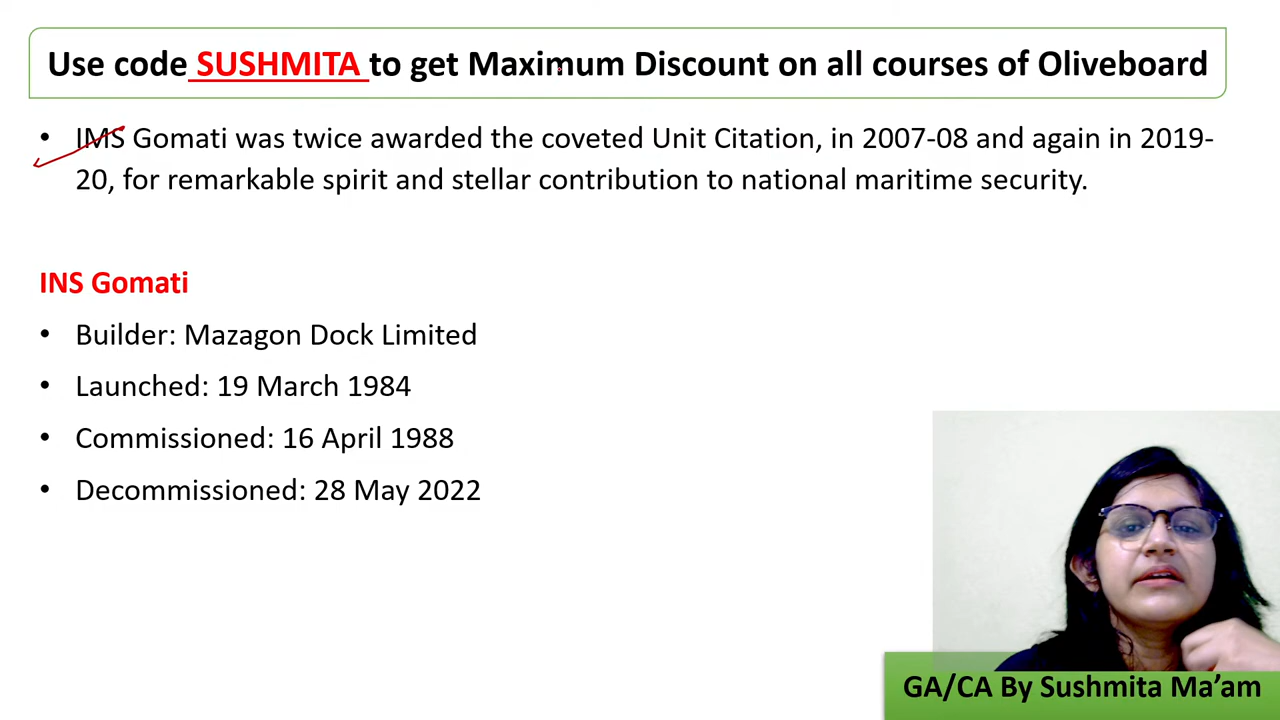 Use code SUSHMITA to get Maximum Discount on all courses of Oliveboard
• IMS Gomati was twice awarded the coveted Unit Citation, in 2007-08 and again in 2019-
20, for remarkable spirit and stellar contribution to national maritime security.
INS Gomati
• Builder: Mazagon Dock Limited
• Launched: 19 March 1984
• Commissioned: 16 April 1988
• Decommissioned: 28 May 2022
GA/CA By Sushmita Ma’am